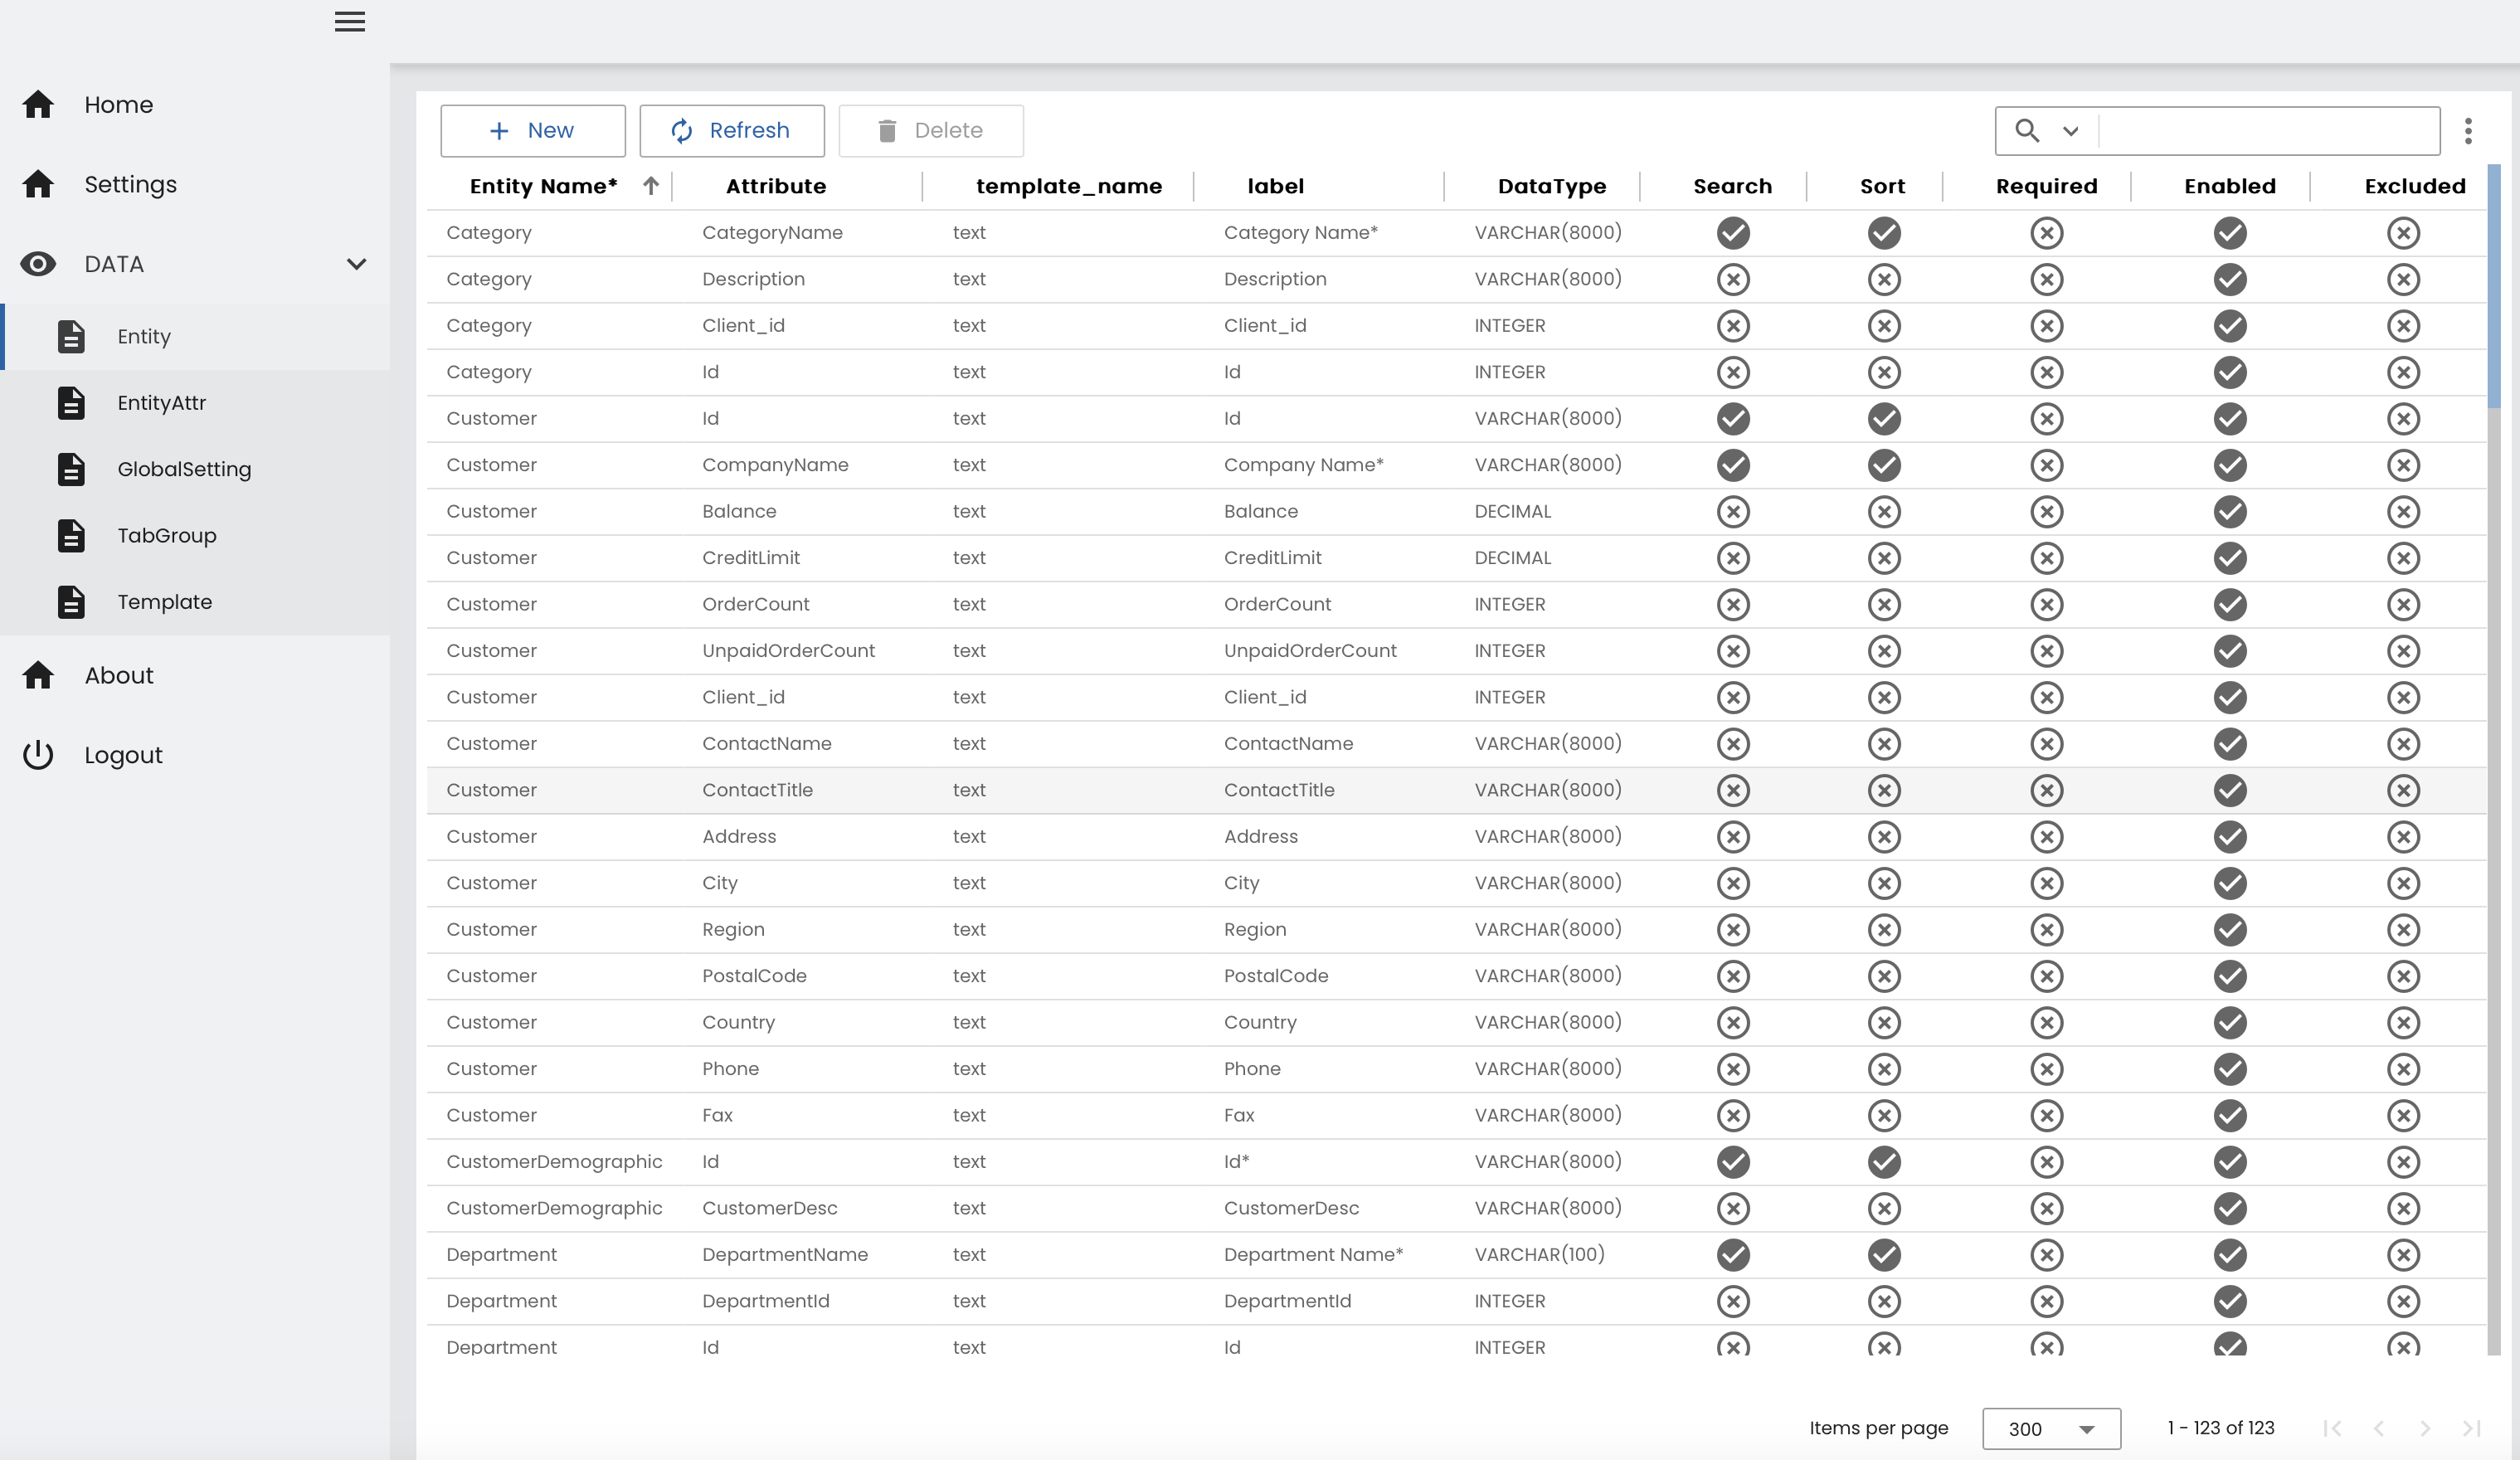 Home
Settings
DATA
Entity
EntityAttr
GlobalSetting
TabGroup
Template
About
Logout
New Refresh Delete
Entity Name* Attribute template_name label DataType Search Sort Required Enabled Excluded
Category CategoryName text Category Name* VARCHAR(8000)
Category Description text Description VARCHAR(8000)
Category Client_id text Client_id INTEGER
Category Id text Id INTEGER
Customer Id text Id VARCHAR(8000)
Customer CompanyName text Company Name* VARCHAR(8000)
Customer Balance text Balance DECIMAL
Customer CreditLimit text CreditLimit DECIMAL
Customer OrderCount text OrderCount INTEGER
Customer UnpaidOrderCount text UnpaidOrderCount INTEGER
Customer Client_id text Client_id INTEGER
Customer ContactName text ContactName VARCHAR(8000)
Customer ContactTitle text ContactTitle VARCHAR(8000)
Customer Address text Address VARCHAR(8000)
Customer City text City VARCHAR(8000)
Customer Region text Region VARCHAR(8000)
Customer PostalCode text PostalCode VARCHAR(8000)
Customer Country text Country VARCHAR(8000)
Customer Phone text Phone VARCHAR(8000)
Customer Fax text Fax VARCHAR(8000)
CustomerDemographic Id text Id* VARCHAR(8000)
CustomerDemographic CustomerDesc text CustomerDesc VARCHAR(8000)
Department DepartmentName text Department Name* VARCHAR(100)
Department DepartmentId text DepartmentId INTEGER
Department Id text Id INTEGER
Items per page 300 1 - 123 of 123